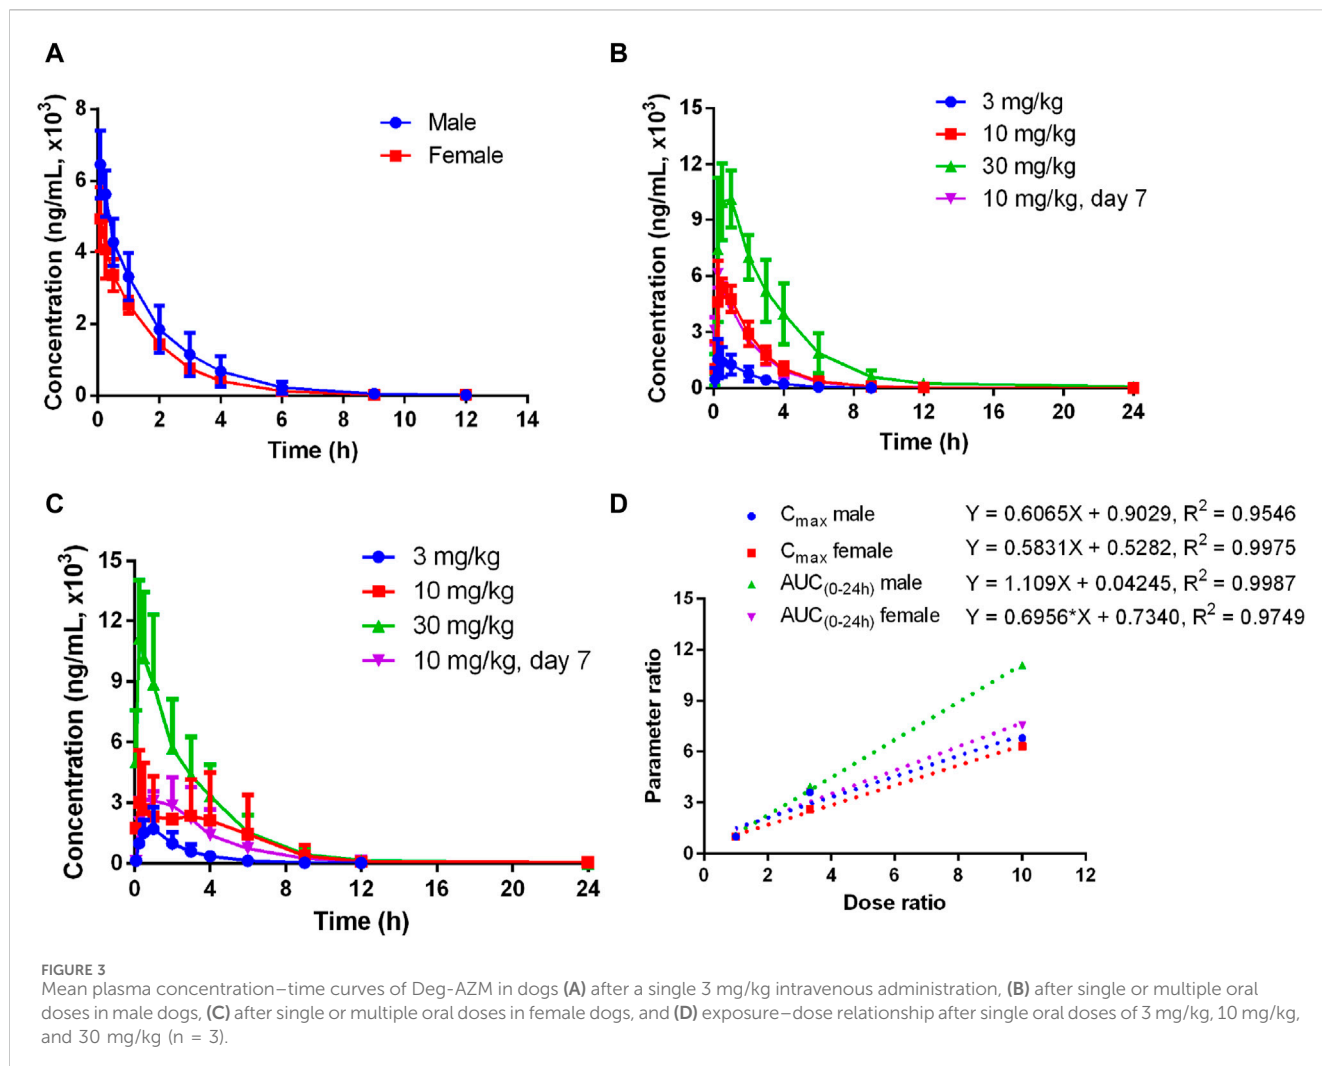 A
Concentration (ng/mL, x10³)
8
6
4
2
0
0 2 4 6 8 10 12 14
Time (h)
Male
Female
B
Concentration (ng/mL, x10³)
15
12
9
6
3
0
0 4 8 12 16 20 24
Time (h)
3 mg/kg
10 mg/kg
30 mg/kg
10 mg/kg, day 7
C
Concentration (ng/mL, x10³)
15
12
9
6
3
0
0 4 8 12 16 20 24
Time (h)
3 mg/kg
10 mg/kg
30 mg/kg
10 mg/kg, day 7
D
Cmax male Y = 0.6065X + 0.9029, R² = 0.9546
Cmax female Y = 0.5831X + 0.5282, R² = 0.9975
AUC(0-24h) male Y = 1.109X + 0.04245, R² = 0.9987
AUC(0-24h) female Y = 0.6956*X + 0.7340, R² = 0.9749
Parameter ratio
15
12
9
6
3
0
0 2 4 6 8 10 12
Dose ratio
FIGURE 3
Mean plasma concentration–time curves of Deg-AZM in dogs (A) after a single 3 mg/kg intravenous administration, (B) after single or multiple oral
doses in male dogs, (C) after single or multiple oral doses in female dogs, and (D) exposure–dose relationship after single oral doses of 3 mg/kg, 10 mg/kg,
and 30 mg/kg (n = 3).